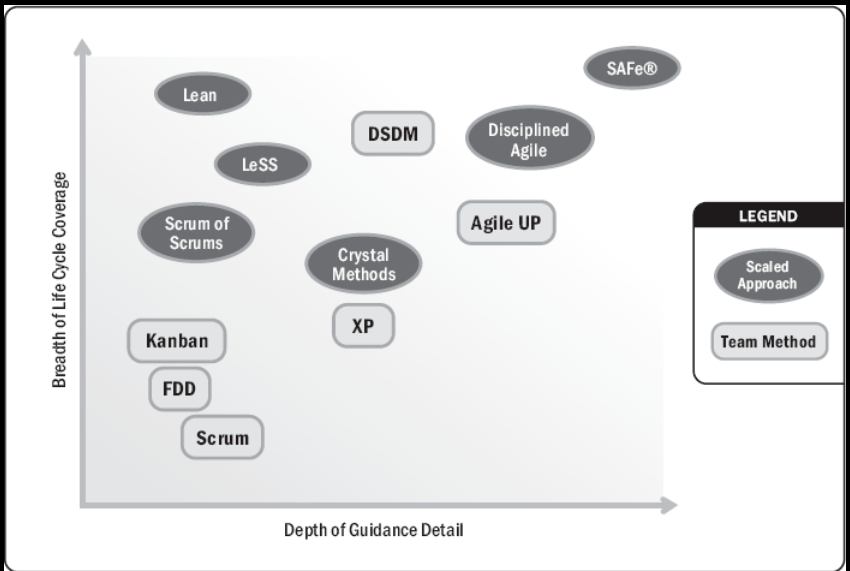 SAFe®
Lean
DSDM
Disciplined
Agile
LeSS
Scrum of
Scrums
Agile UP
Crystal
Methods
XP
Kanban
FDD
Scrum
Breadth of Life Cycle Coverage
Depth of Guidance Detail
LEGEND
Scaled
Approach
Team Method